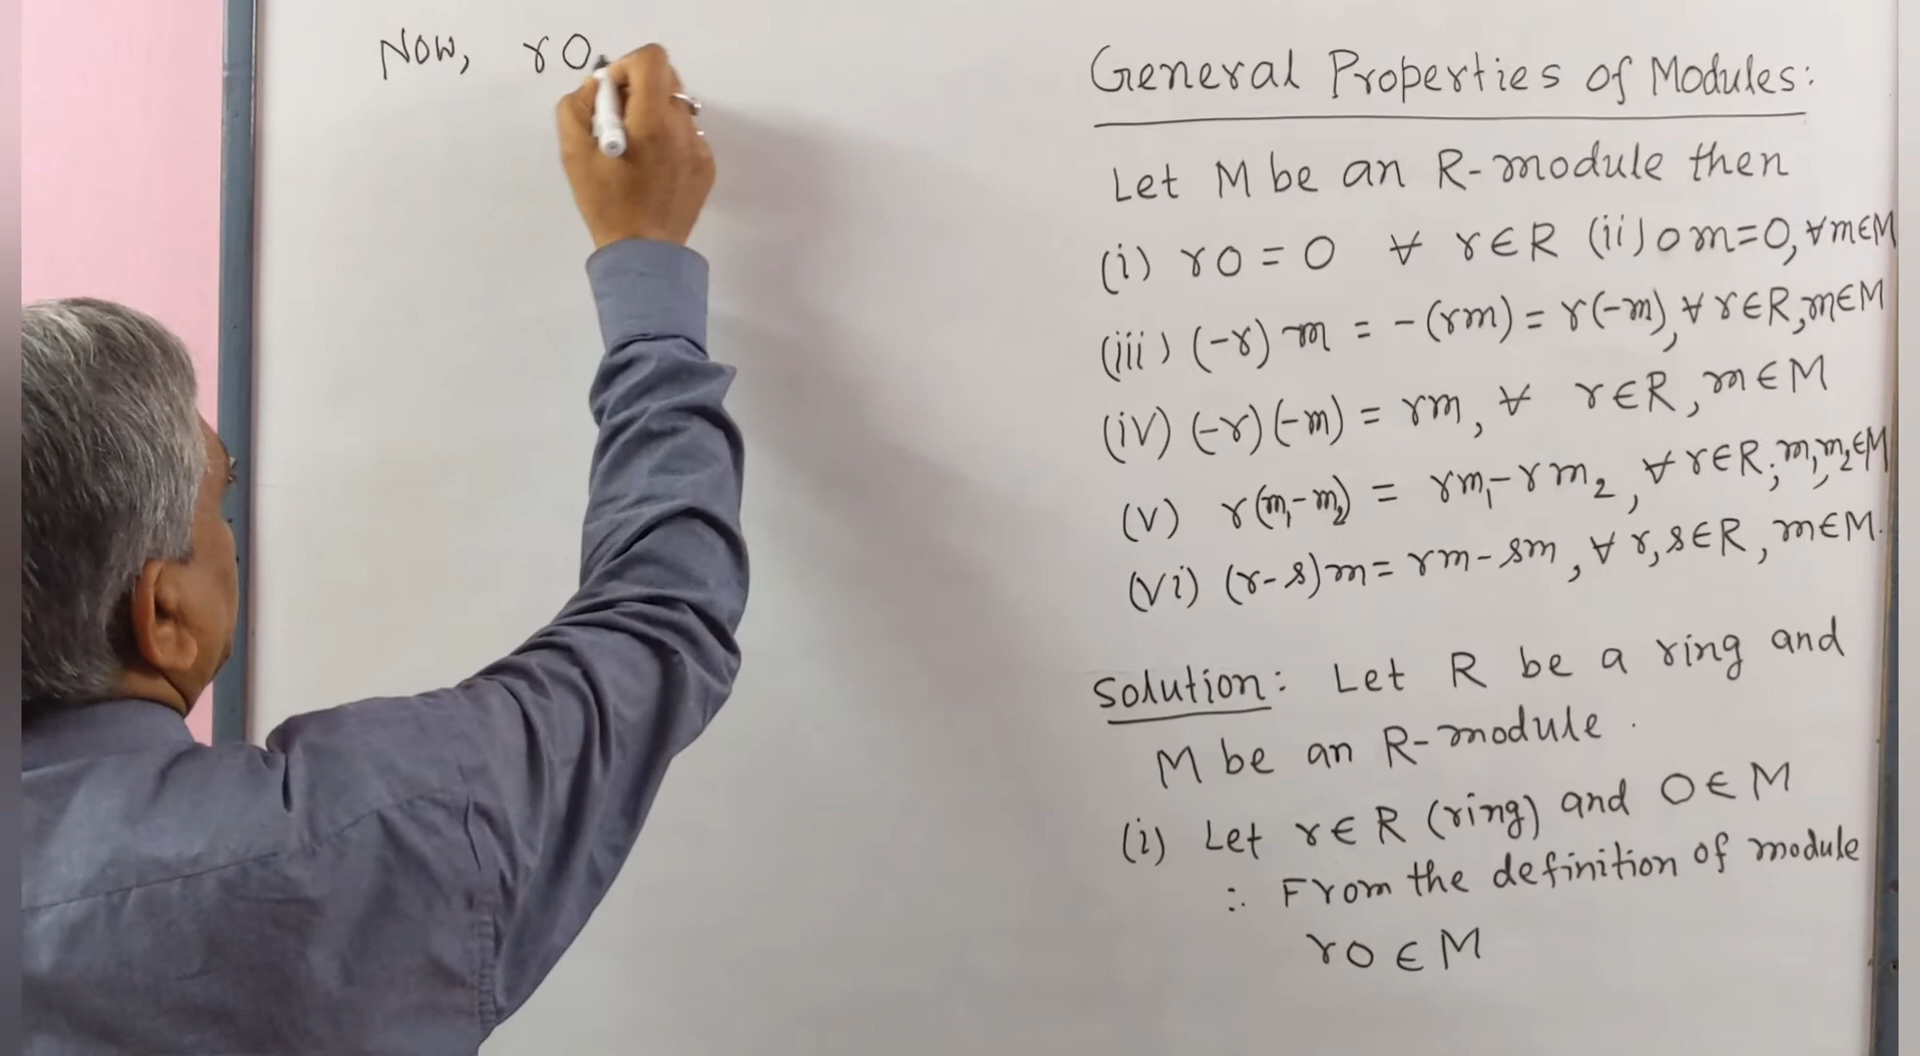 Now, r0
General Properties of Modules:
Let M be an R-module then
(i) r0 = 0 ∀ r∈R (ii) 0m=0, ∀m∈M
(iii) (-r)m = -(rm) = r(-m), ∀ r∈R, m∈M
(iv) (-r)(-m) = rm, ∀ r∈R, m∈M
(v) r(m₁-m₂) = rm₁-rm₂, ∀ r∈R; m₁, m₂∈M
(vi) (r-s)m = rm-sm, ∀ r,s∈R, m∈M.
Solution: Let R be a ring and
M be an R-module.
(i) Let r∈R (ring) and 0∈M
∴ From the definition of module
r0 ∈ M